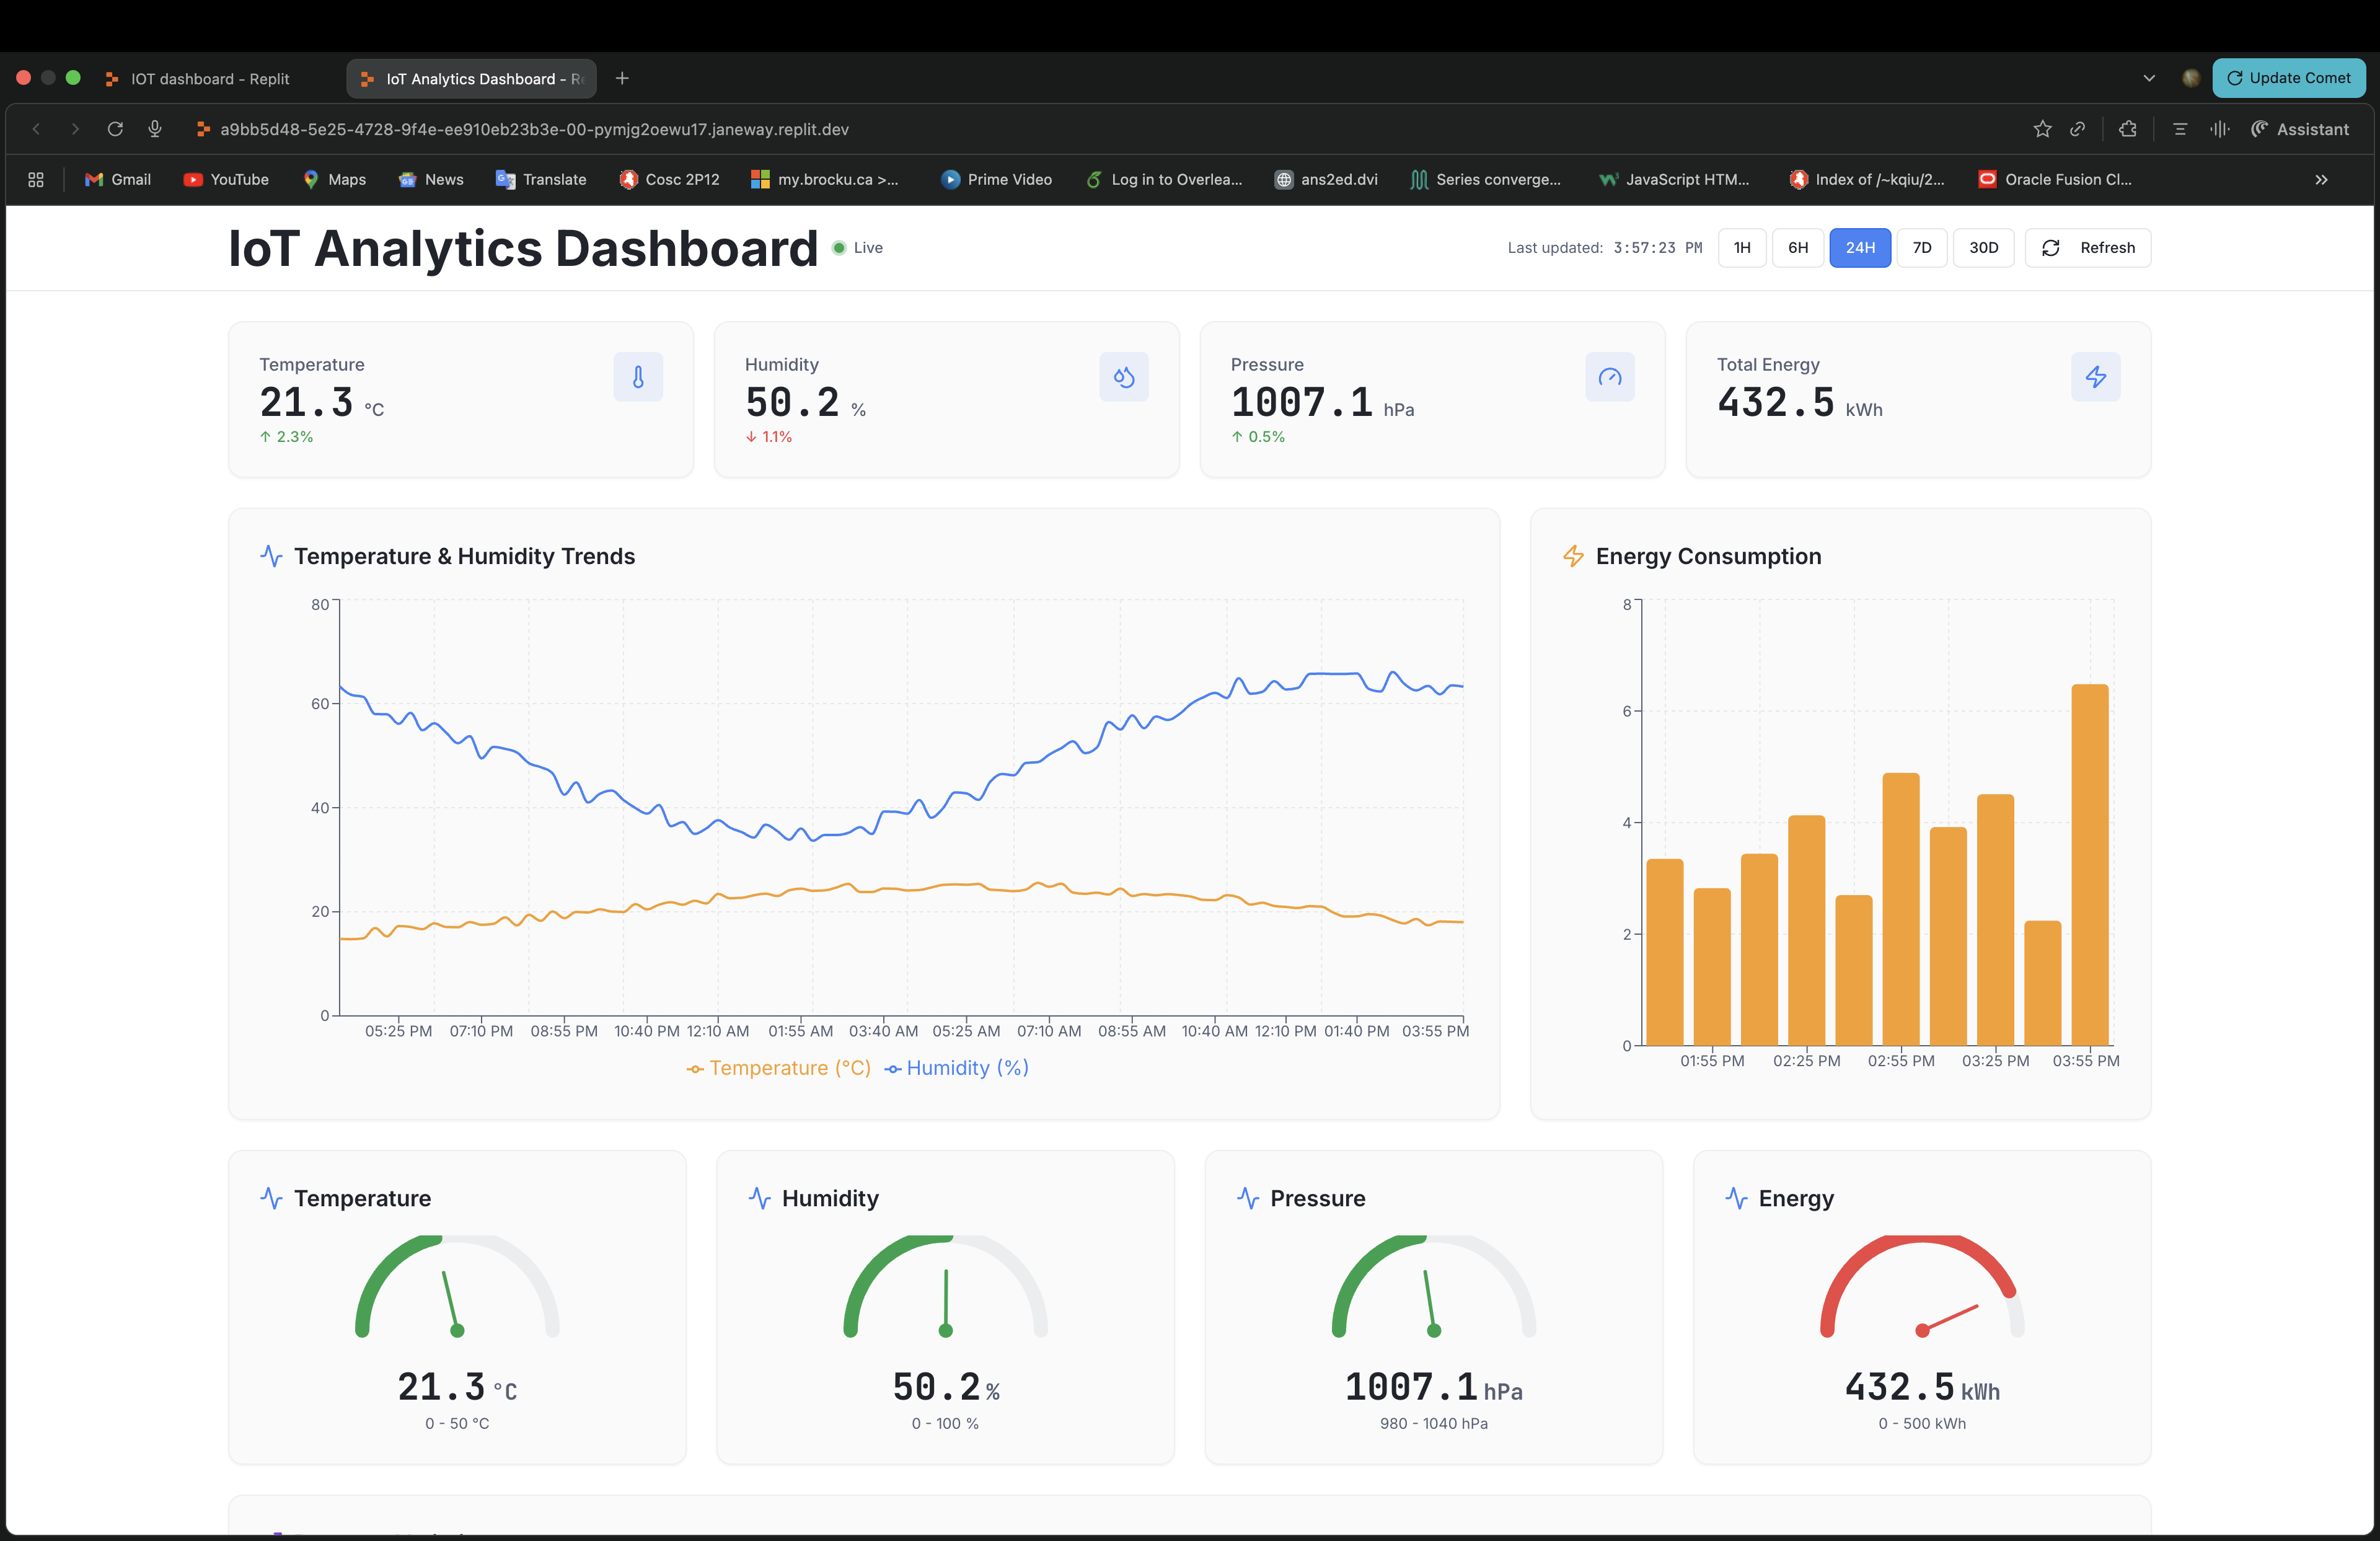 IOT dashboard - Replit
IoT Analytics Dashboard - Re
Update Comet
a9bb5d48-5e25-4728-9f4e-ee910eb23b3e-00-pymjg2oewu17.janeway.replit.dev
Assistant
Gmail YouTube Maps News Translate Cosc 2P12 my.brocku.ca >... Prime Video Log in to Overlea... ans2ed.dvi Series converge... JavaScript HTM... Index of /~kqiu/2... Oracle Fusion Cl...
IoT Analytics Dashboard Live Last updated: 3:57:23 PM 1H 6H 24H 7D 30D Refresh
Temperature
21.3 °C
↑ 2.3%
Humidity
50.2 %
↓ 1.1%
Pressure
1007.1 hPa
↑ 0.5%
Total Energy
432.5 kWh
Temperature & Humidity Trends
80
60
40
20
0
05:25 PM 07:10 PM 08:55 PM 10:40 PM 12:10 AM 01:55 AM 03:40 AM 05:25 AM 07:10 AM 08:55 AM 10:40 AM 12:10 PM 01:40 PM 03:55 PM
Temperature (°C) Humidity (%)
Energy Consumption
8
6
4
2
0
01:55 PM 02:25 PM 02:55 PM 03:25 PM 03:55 PM
Temperature
21.3 °C
0 - 50 °C
Humidity
50.2 %
0 - 100 %
Pressure
1007.1 hPa
980 - 1040 hPa
Energy
432.5 kWh
0 - 500 kWh